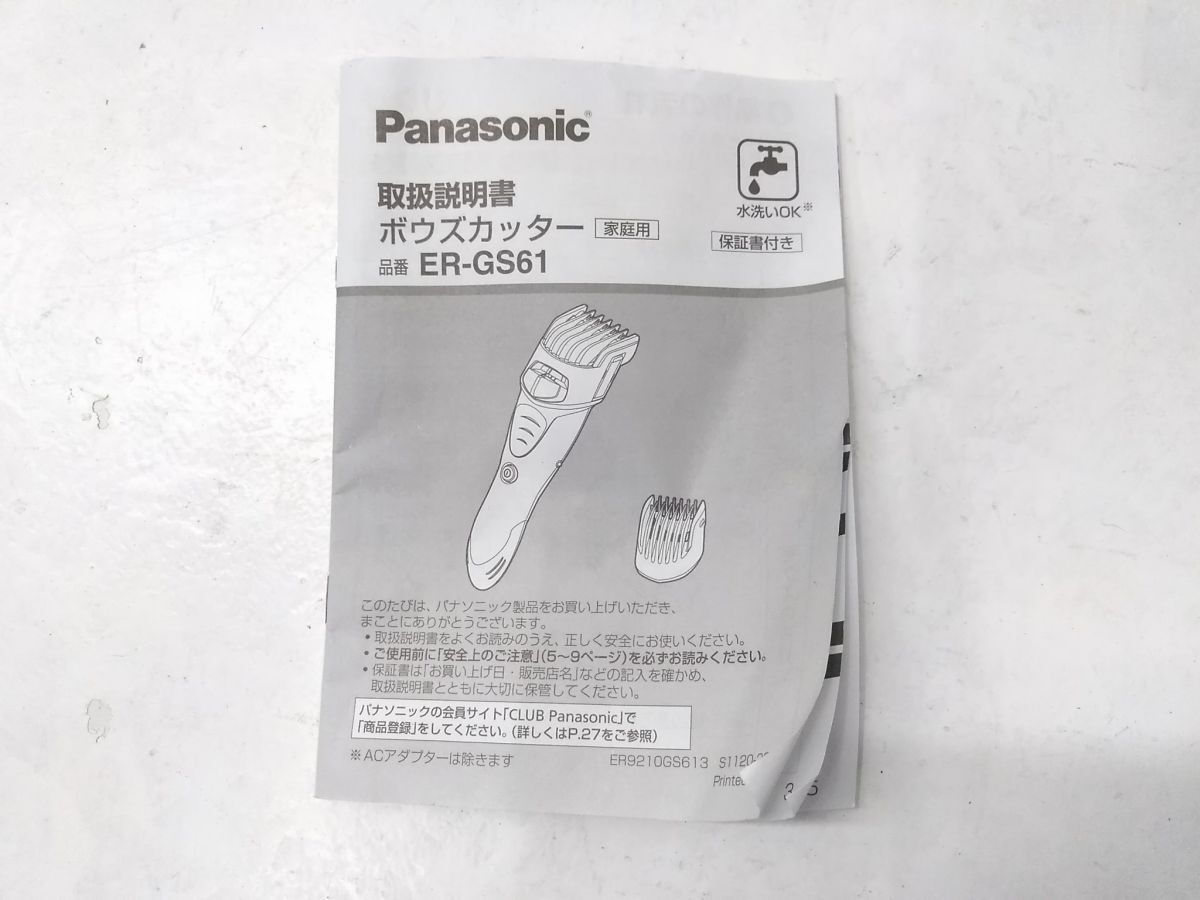 Panasonic®
取扱説明書
ボウズカッター 家庭用
品番 ER-GS61
水洗いOK※
保証書付き
このたびは、パナソニック製品をお買い上げいただき、
まことにありがとうございます。
• 取扱説明書をよくお読みのうえ、正しく安全にお使いください。
• ご使用前に「安全上のご注意」(5～9ページ)を必ずお読みください。
• 保証書は「お買い上げ日・販売店名」などの記入を確かめ、
取扱説明書とともに大切に保管してください。
パナソニックの会員サイト「CLUB Panasonic」で
「商品登録」をしてください。(詳しくはP.27をご参照)
※ACアダプターは除きます
ER9210GS613 S1120-
Printed